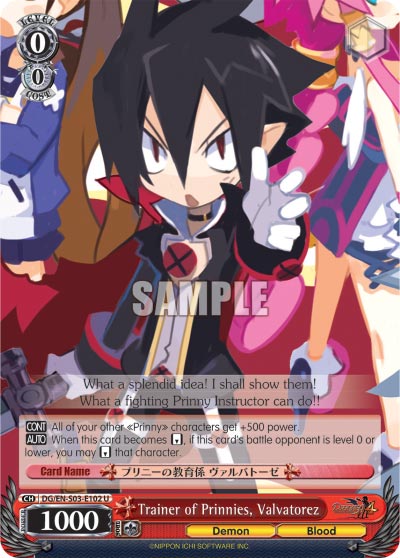 LEVEL
0
0
COST
SAMPLE
What a splendid idea! I shall show them!
What a fighting Prinny Instructor can do!!
CONT All of your other «Prinny» characters get +500 power.
AUTO When this card becomes [▼], if this card's battle opponent is level 0
or lower, you may [▼] that character.
Card Name プリニーの教育係 ヴァルバトーゼ
CH DG/EN-S03-E102 U
POWER 1000 SOUL Trainer of Prinnies, Valvatorez
Demon Blood
©NIPPON ICHI SOFTWARE INC.